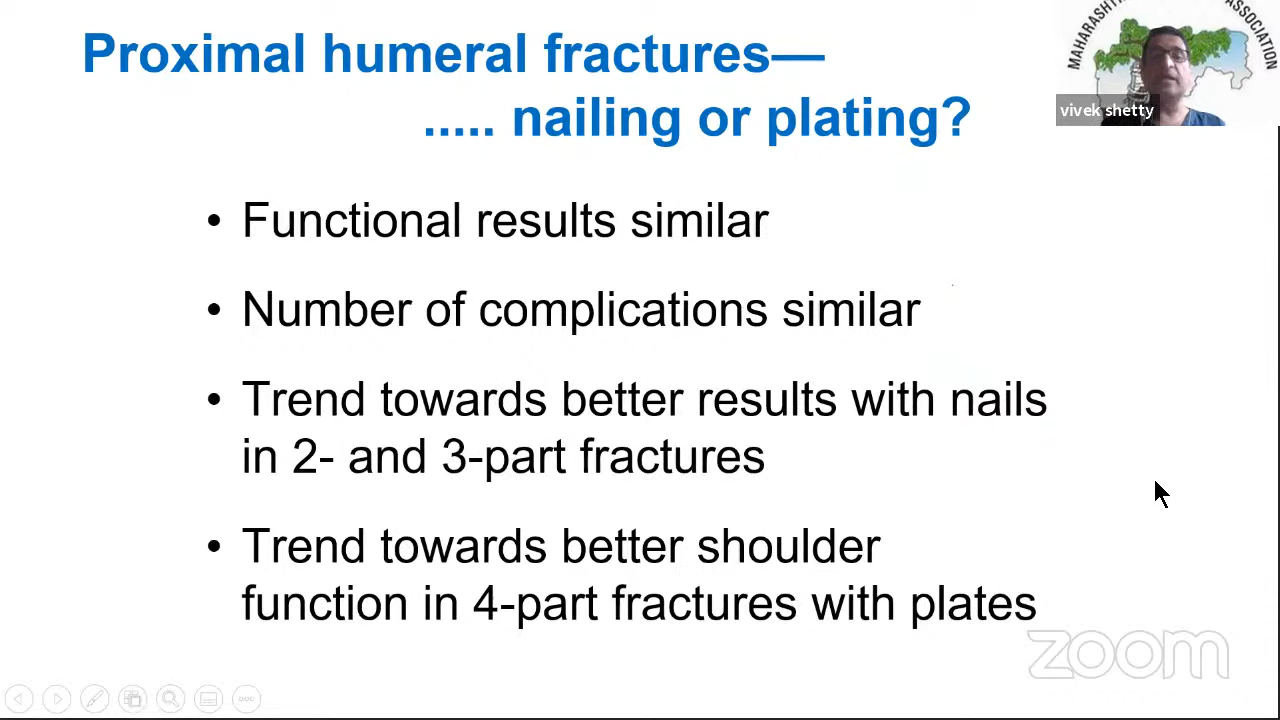 Proximal humeral fractures—
..... nailing or plating?
MAHARASHT
ASSOCIATION
vivek shetty
• Functional results similar
• Number of complications similar
• Trend towards better results with nails
in 2- and 3-part fractures
• Trend towards better shoulder
function in 4-part fractures with plates
zoom